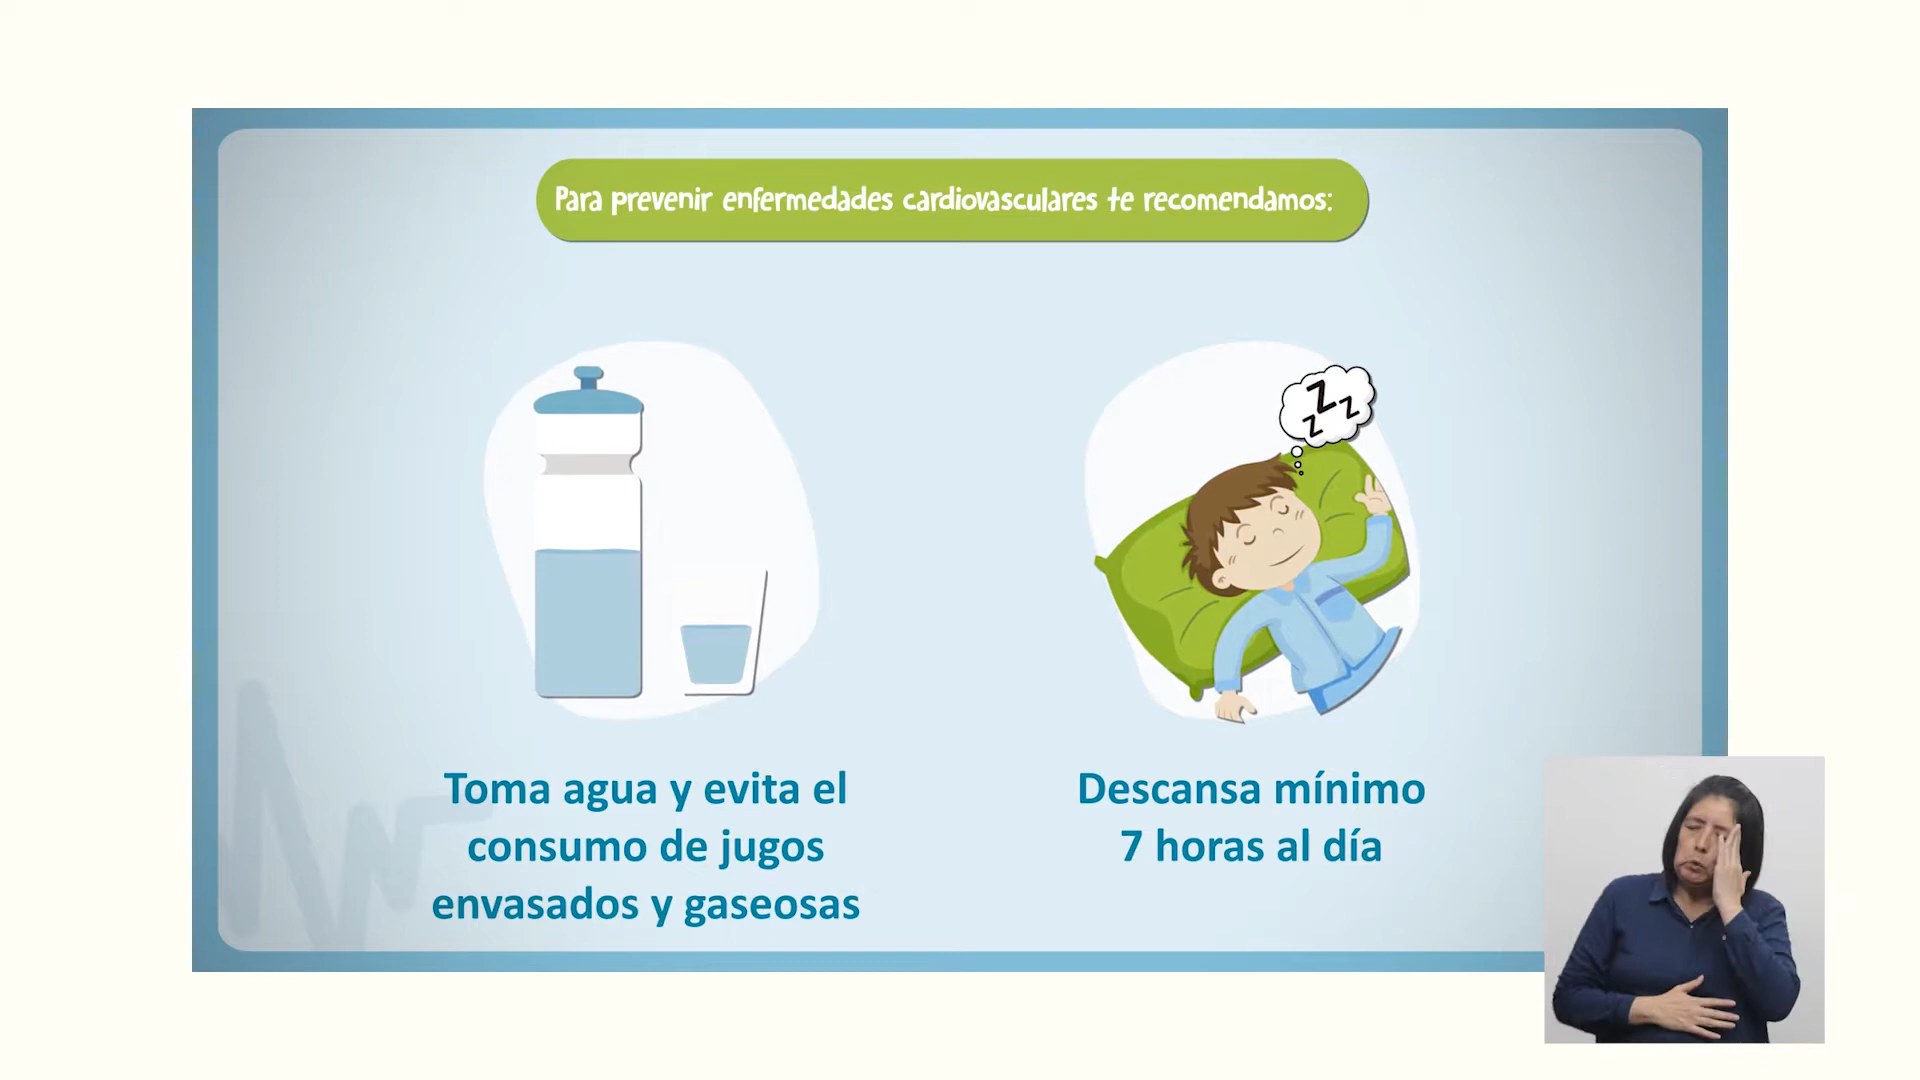 Para prevenir enfermedades cardiovasculares te recomendamos:
z
Z
z
Toma agua y evita el
consumo de jugos
envasados y gaseosas
Descansa mínimo
7 horas al día